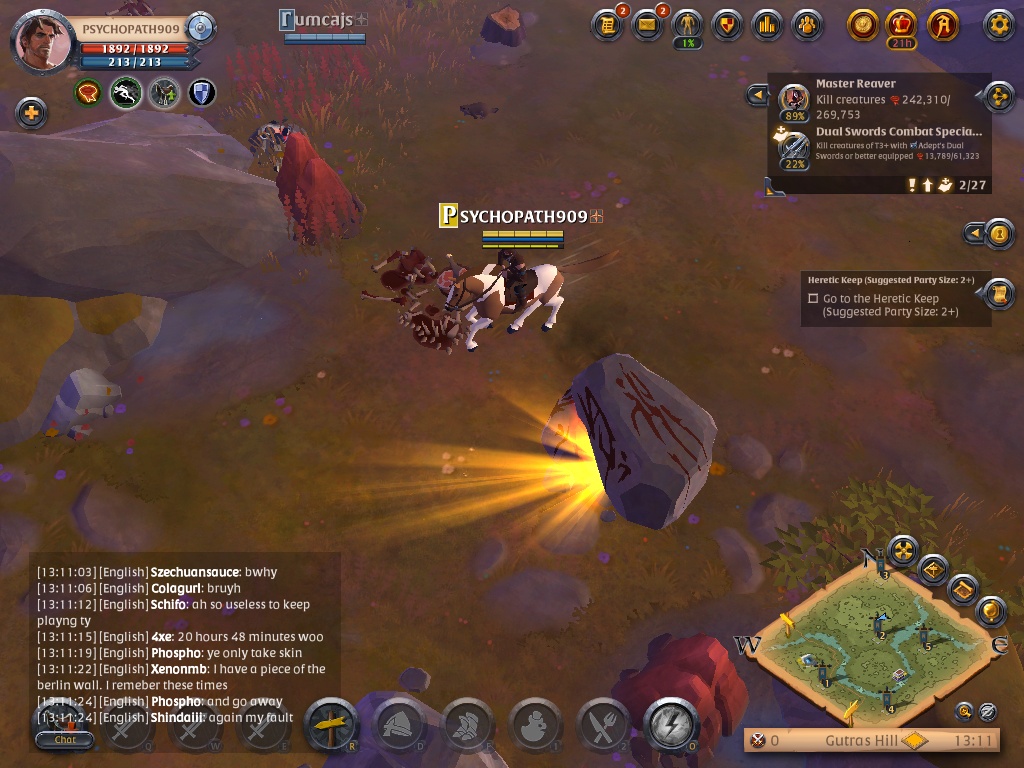 PSYCHOPATH909
1892 / 1892
213 / 213
Rumcajs
2
2
1%
21h
Master Reaver
Kill creatures 242,310/
269,753
89%
Dual Swords Combat Specia...
Kill creatures of T3+ with Adept's Dual
Swords or better equipped 13,789/61,323
22%
2/27
PSYCHOPATH909
Heretic Keep (Suggested Party Size: 2+)
Go to the Heretic Keep
(Suggested Party Size: 2+)
[13:11:03] [English] Szechuansauce: bwhy
[13:11:06] [English] Colagurl: bruyh
[13:11:12] [English] Schifo: ah so useless to keep
playng ty
[13:11:15] [English] 4xe: 20 hours 48 minutes woo
[13:11:19] [English] Phospho: ye only take skin
[13:11:22] [English] Xenonmb: I have a piece of the
berlin wall. I remeber these times
[13:11:24] [English] Phospho: and go away
[13:11:24] [English] Shindaiii: again my fault
Chat
Q
W
E
R
D
F
1
2
O
N
W
E
3
2
5
1
4
0
Gutras Hill
13:11